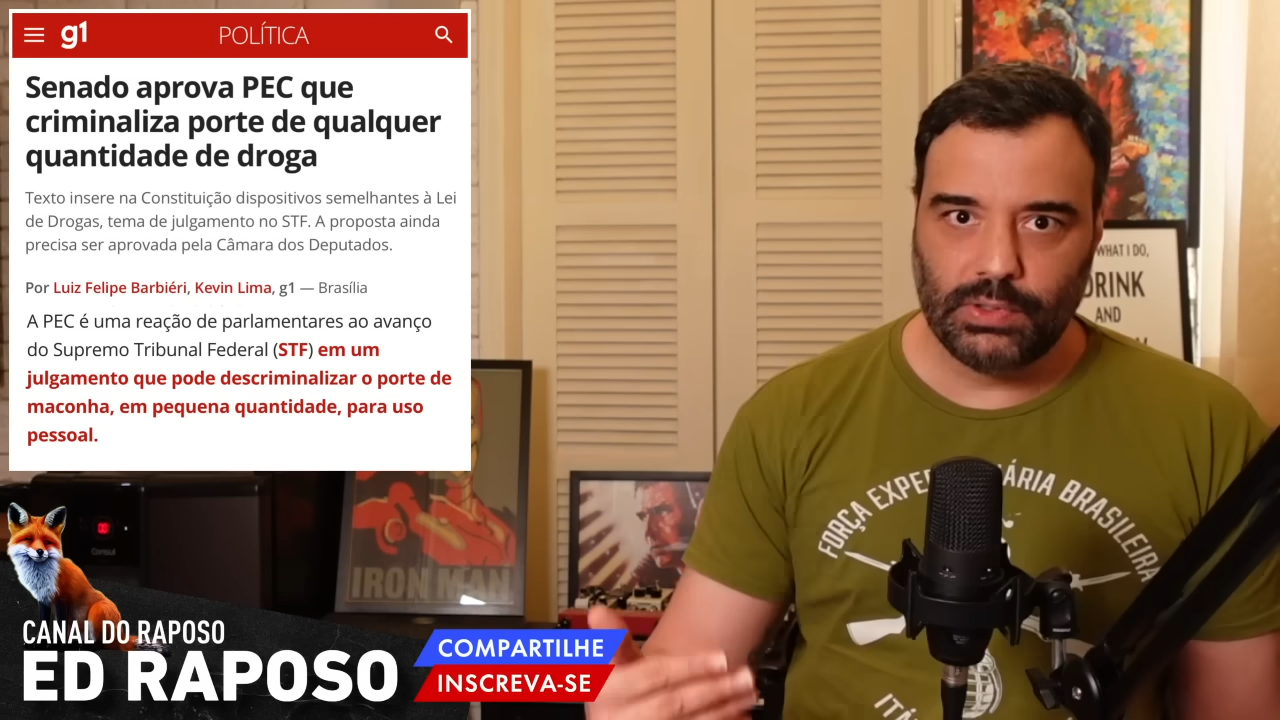 g1
POLÍTICA
Senado aprova PEC que
criminaliza porte de qualquer
quantidade de droga
Texto insere na Constituição dispositivos semelhantes à Lei
de Drogas, tema de julgamento no STF. A proposta ainda
precisa ser aprovada pela Câmara dos Deputados.
Por Luiz Felipe Barbiéri, Kevin Lima, g1 — Brasília
A PEC é uma reação de parlamentares ao avanço
do Supremo Tribunal Federal (STF) em um
julgamento que pode descriminalizar o porte de
maconha, em pequena quantidade, para uso
pessoal.
WHAT I DO,
DRINK
AND
FORÇA EXPE ÁRIA BRASILEIRA
Consul
IRON MAN
CANAL DO RAPOSO
ED RAPOSO
COMPARTILHE
INSCREVA-SE